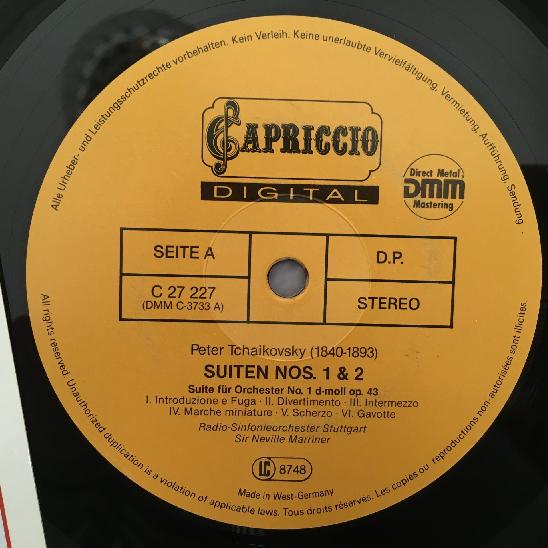 Alle Urheber- und Leistungsschutzrechte vorbehalten. Kein Verleih. Keine unerlaubte Vervielfältigung, Vermietung, Aufführung, Sendung.
CAPRICCIO
DIGITAL
Direct Metal
DMM
Mastering
SEITE A
D.P.
C 27 227
(DMM C-3733 A)
STEREO
Peter Tchaikovsky (1840-1893)
SUITEN NOS. 1 & 2
Suite für Orchester No. 1 d-moll op. 43
I. Introduzione e Fuga · II. Divertimento · III. Intermezzo
IV. Marche miniature · V. Scherzo · VI. Gavotte
Radio-Sinfonieorchester Stuttgart
Sir Neville Marriner
LC 8748
Made in West-Germany
All rights reserved. Unauthorized duplication is a violation of applicable laws. Tous droits réservés. Les copies ou reproductions non-autorisées sont illicites.